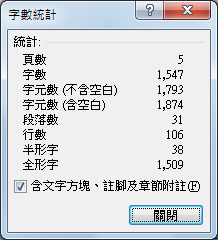 字數統計
統計:
頁數 5
字數 1,547
字元數 (不含空白) 1,793
字元數 (含空白) 1,874
段落數 31
行數 106
半形字 38
全形字 1,509
含文字方塊、註腳及章節附註(F)
關閉